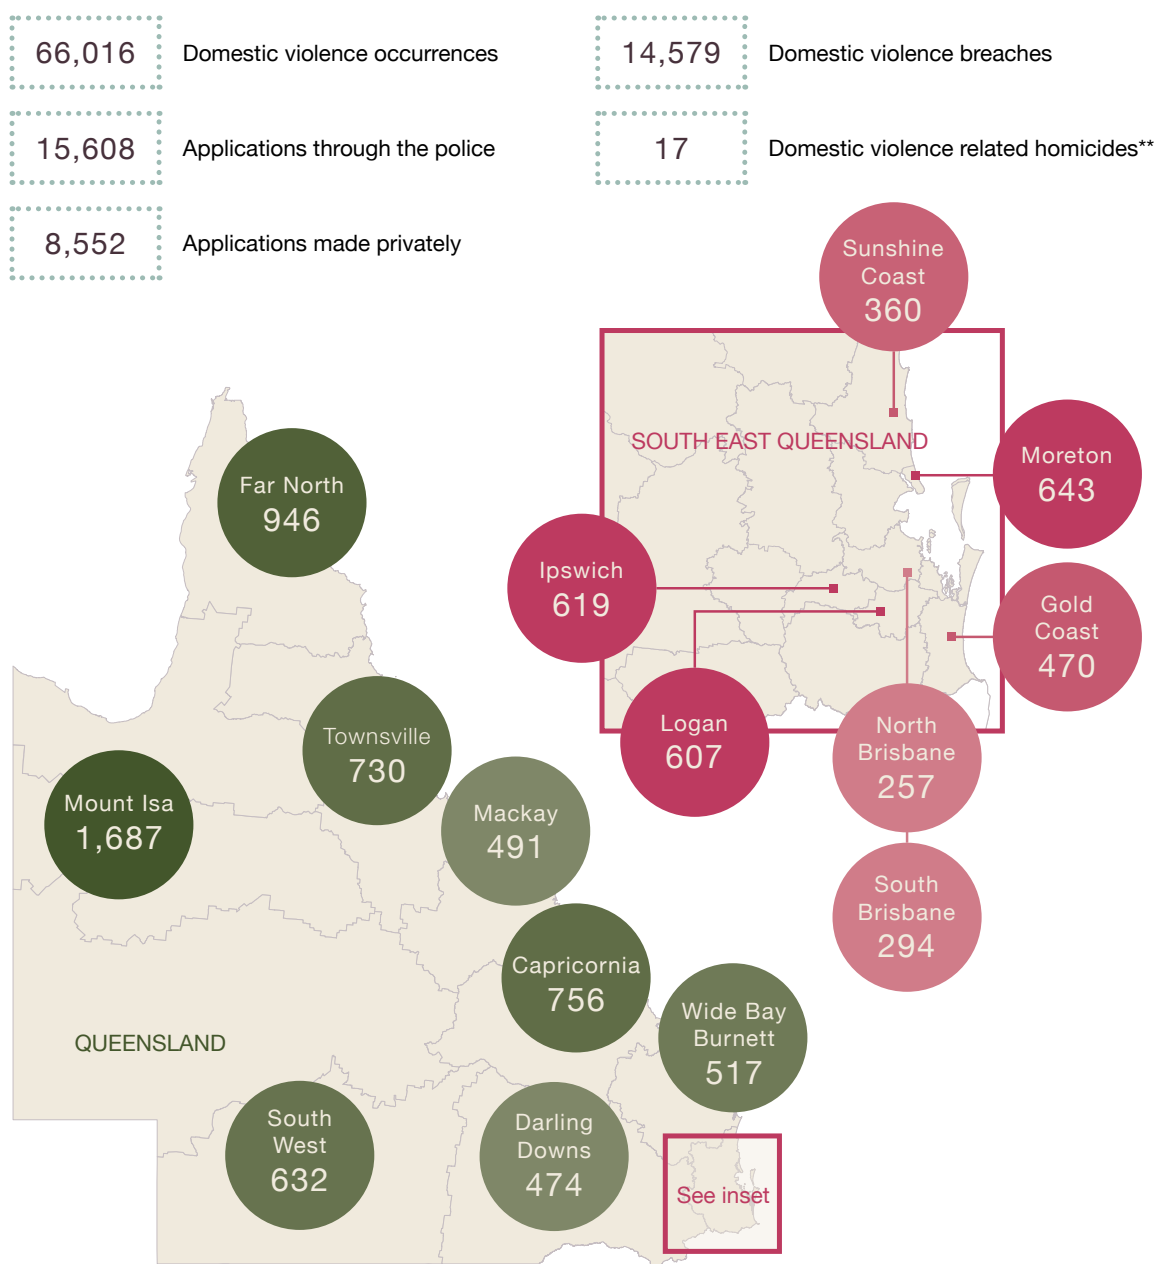 66,016
Domestic violence occurrences
14,579
Domestic violence breaches
15,608
Applications through the police
17
Domestic violence related homicides**
8,552
Applications made privately
Sunshine
Coast
360
SOUTH EAST QUEENSLAND
Moreton
643
Far North
946
Ipswich
619
Gold
Coast
470
Logan
607
North
Brisbane
257
Townsville
730
Mount Isa
1,687
Mackay
491
South
Brisbane
294
Capricornia
756
Wide Bay
Burnett
517
QUEENSLAND
South
West
632
Darling
Downs
474
See inset